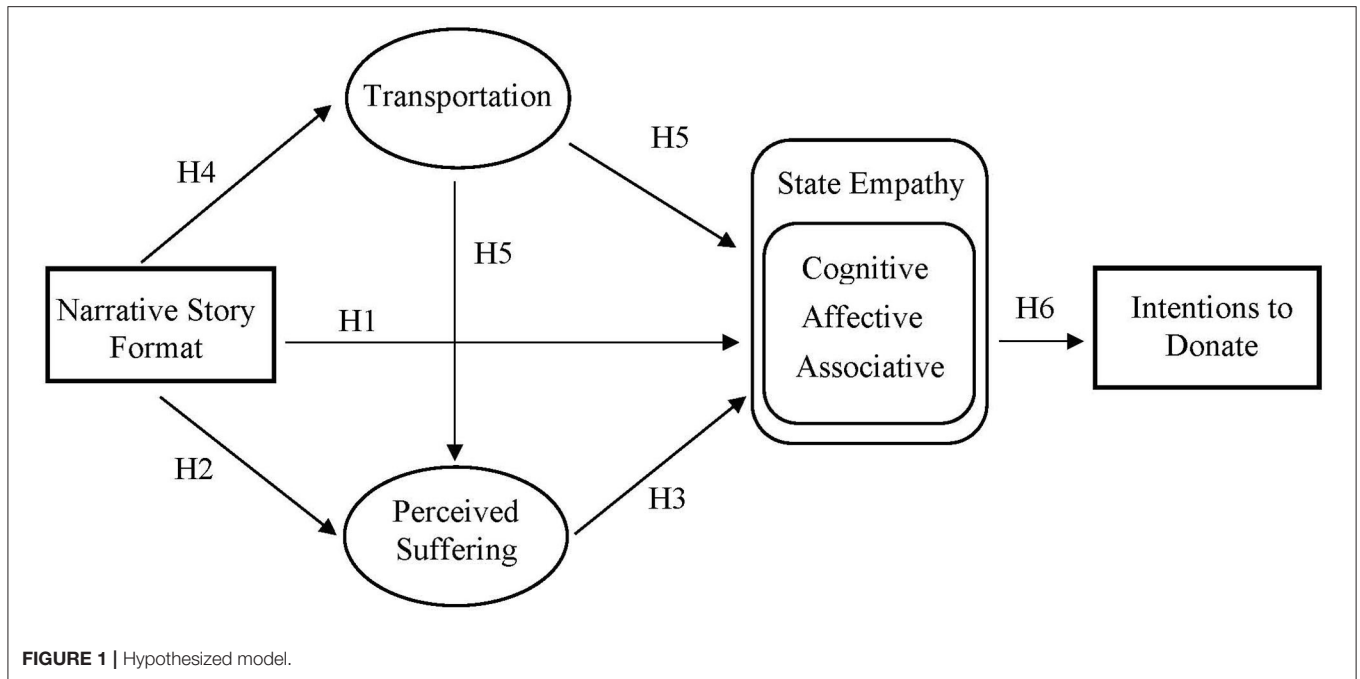 Transportation
H4
H5
State Empathy
H5
Cognitive
Affective
Associative
Narrative Story
Format
H1
H6
Intentions to
Donate
H2
H3
Perceived
Suffering
FIGURE 1 | Hypothesized model.